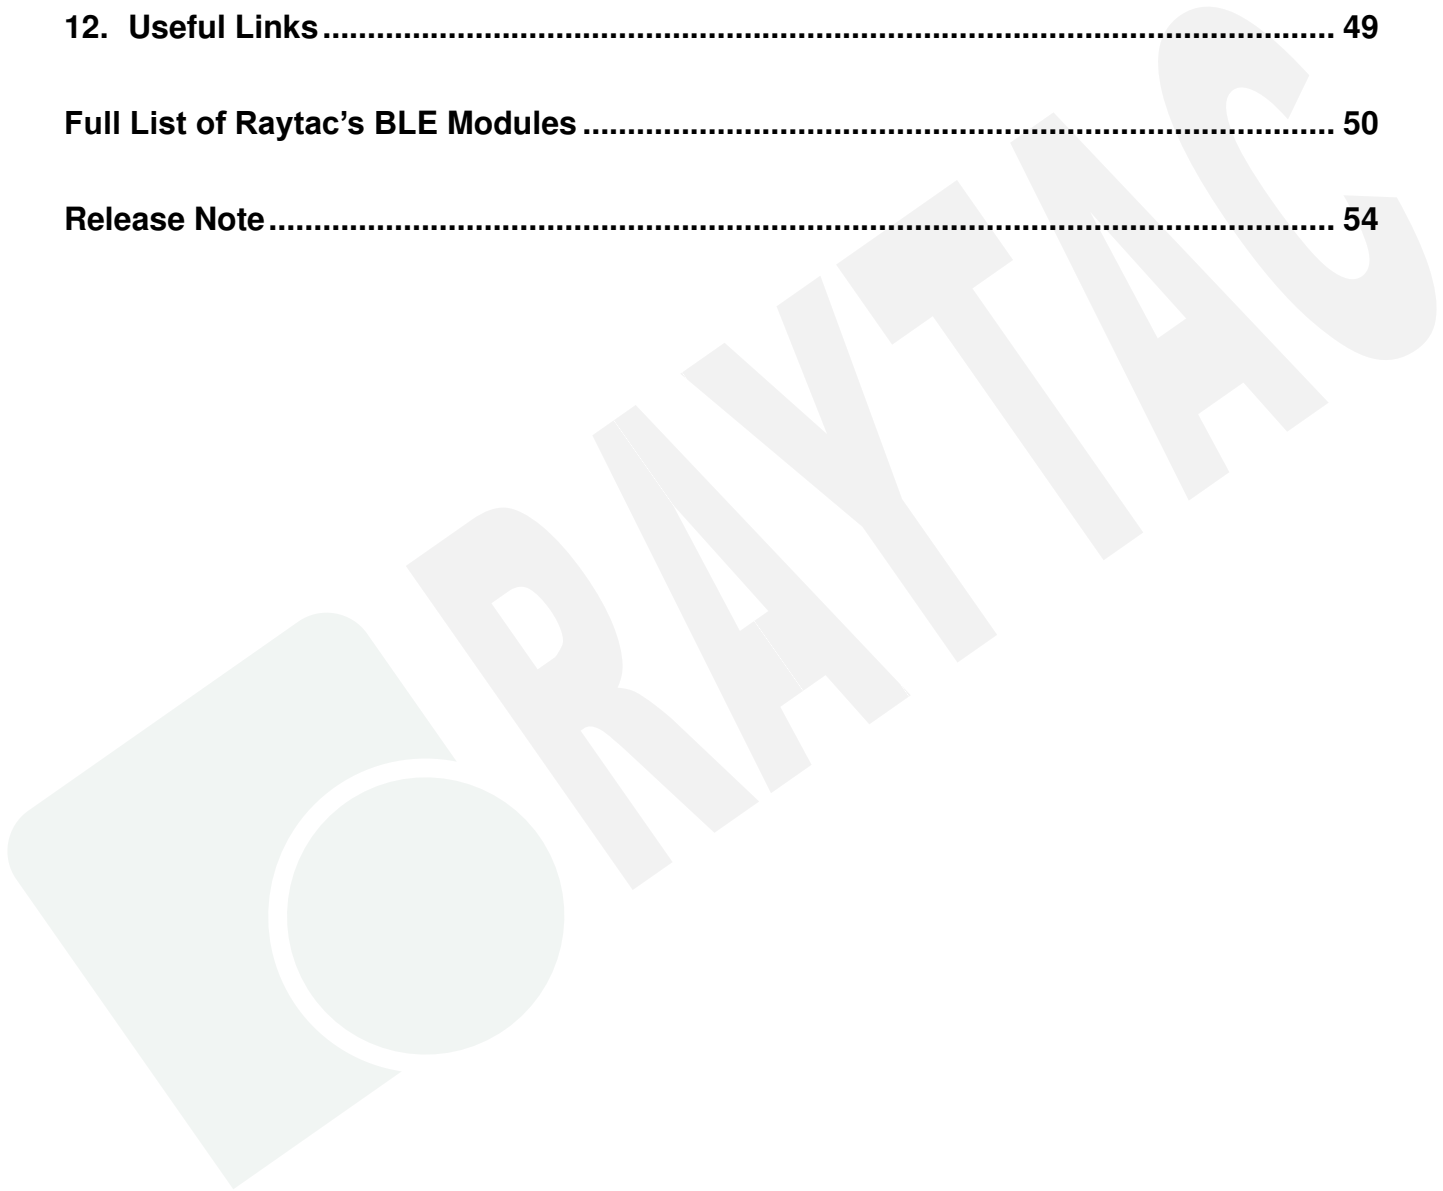 12. Useful Links.................................................................................................................... 49
Full List of Raytac’s BLE Modules..................................................................................... 50
Release Note........................................................................................................................ 54
RAYTAC